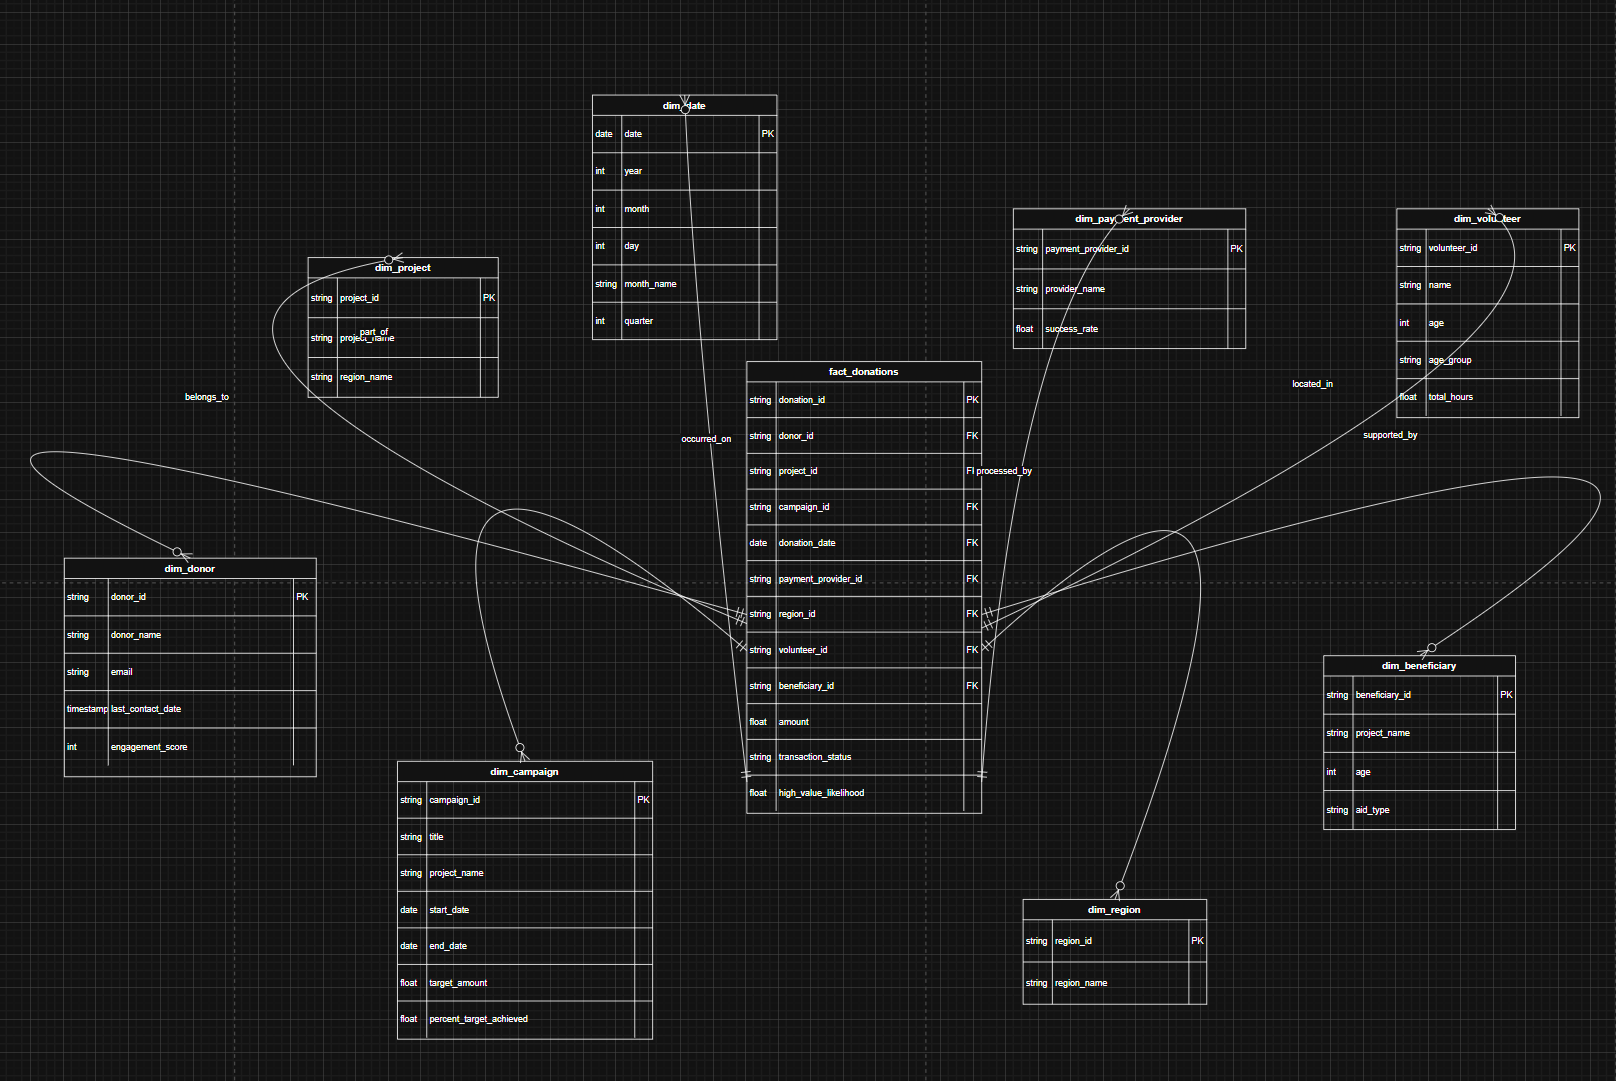 dim_date
date date PK
int year
int month
int day
string month_name
int quarter
dim_payment_provider
string payment_provider_id PK
string provider_name
float success_rate
dim_volunteer
string volunteer_id PK
string name
int age
string age_group
float total_hours
dim_project
string project_id PK
part_of
string project_name
string region_name
belongs_to
located_in
supported_by
occurred_on
processed_by
fact_donations
string donation_id PK
string donor_id FK
string project_id FK
string campaign_id FK
date donation_date FK
string payment_provider_id FK
string region_id FK
string volunteer_id FK
string beneficiary_id FK
float amount
string transaction_status
float high_value_likelihood
dim_donor
string donor_id PK
string donor_name
string email
timestamp last_contact_date
int engagement_score
dim_beneficiary
string beneficiary_id PK
string project_name
int age
string aid_type
dim_campaign
string campaign_id PK
string title
string project_name
date start_date
date end_date
float target_amount
float percent_target_achieved
dim_region
string region_id PK
string region_name